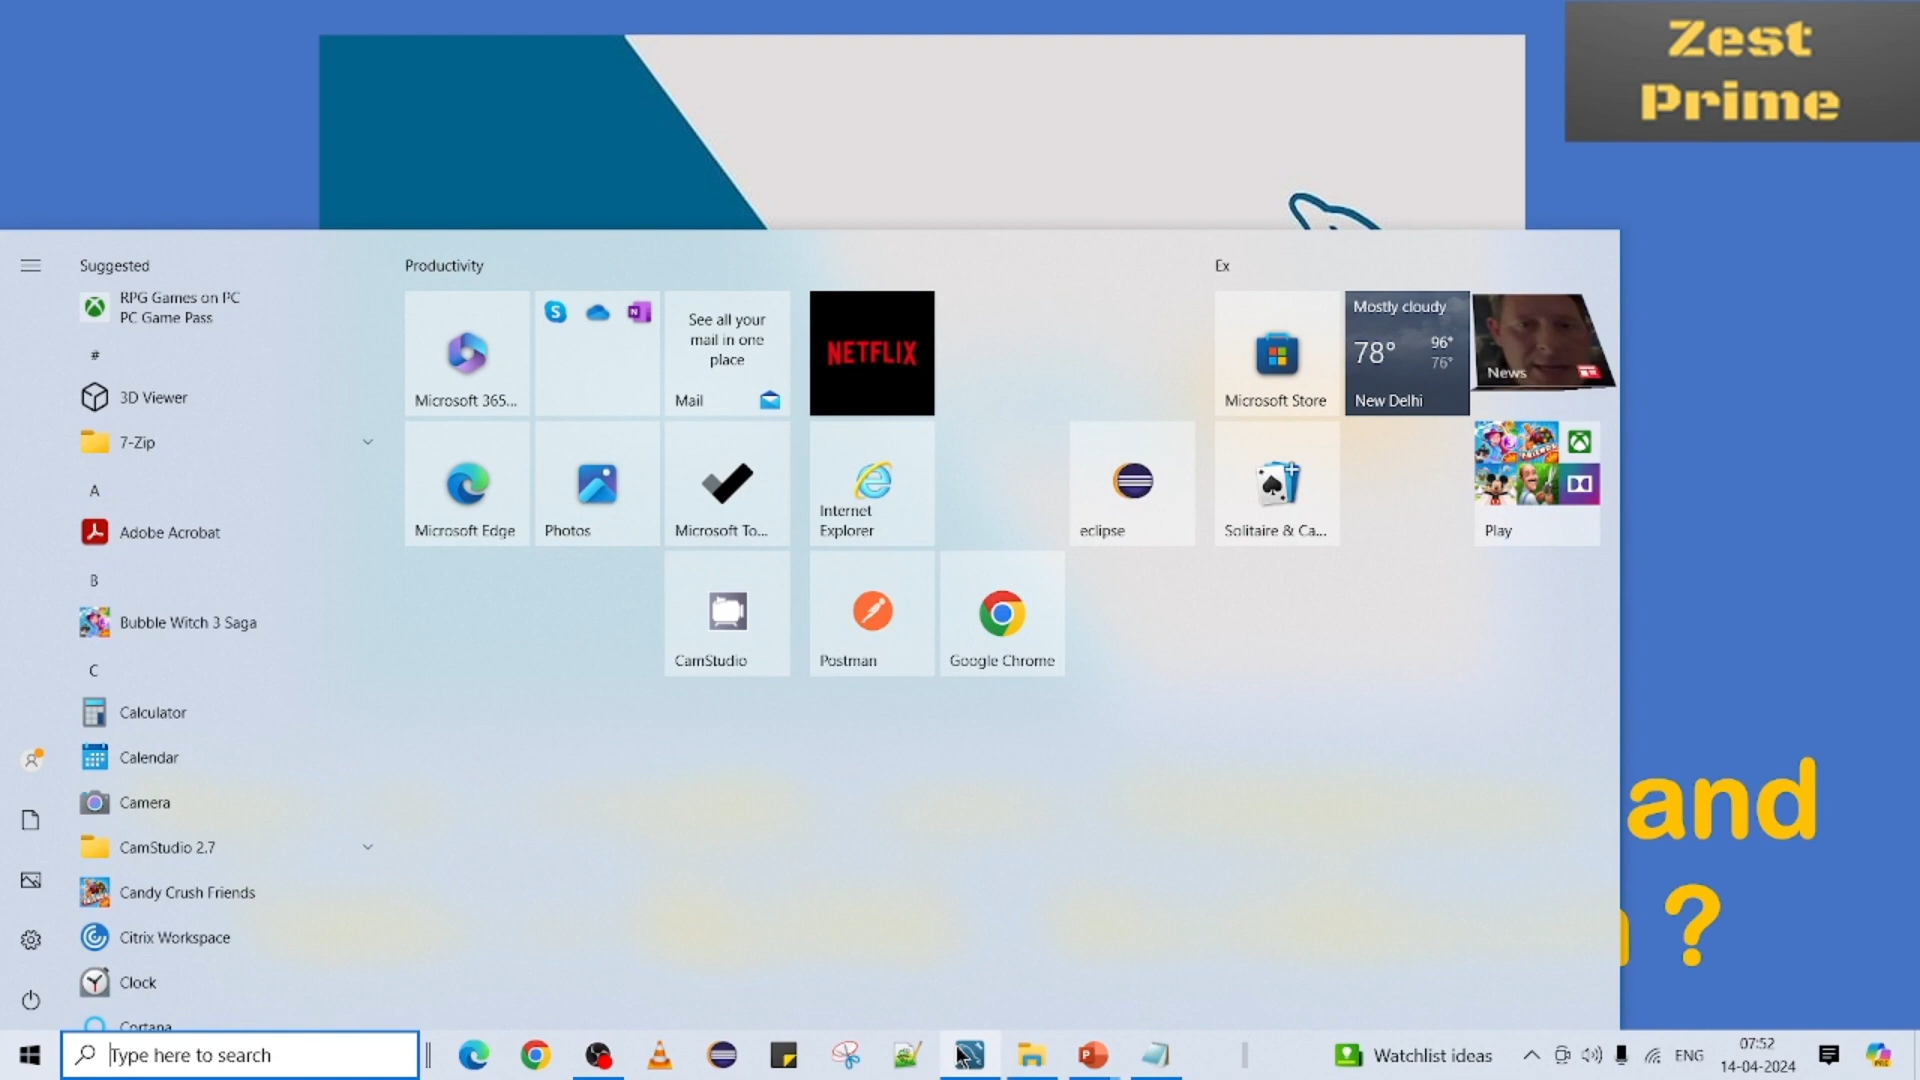 Zest
Prime
Suggested
RPG Games on PC
PC Game Pass
#
3D Viewer
7-Zip
A
Adobe Acrobat
B
Bubble Witch 3 Saga
C
Calculator
Calendar
Camera
CamStudio 2.7
Candy Crush Friends
Citrix Workspace
Clock
Cortana
Productivity
Microsoft 365...
See all your
mail in one
place
Mail
NETFLIX
Microsoft Edge
Photos
Microsoft To...
Internet
Explorer
eclipse
CamStudio
Postman
Google Chrome
Ex
Microsoft Store
Mostly cloudy
78°
96°
76°
New Delhi
News
Solitaire & Ca...
Play
and
?
Type here to search
Watchlist ideas
ENG
07:52
14-04-2024